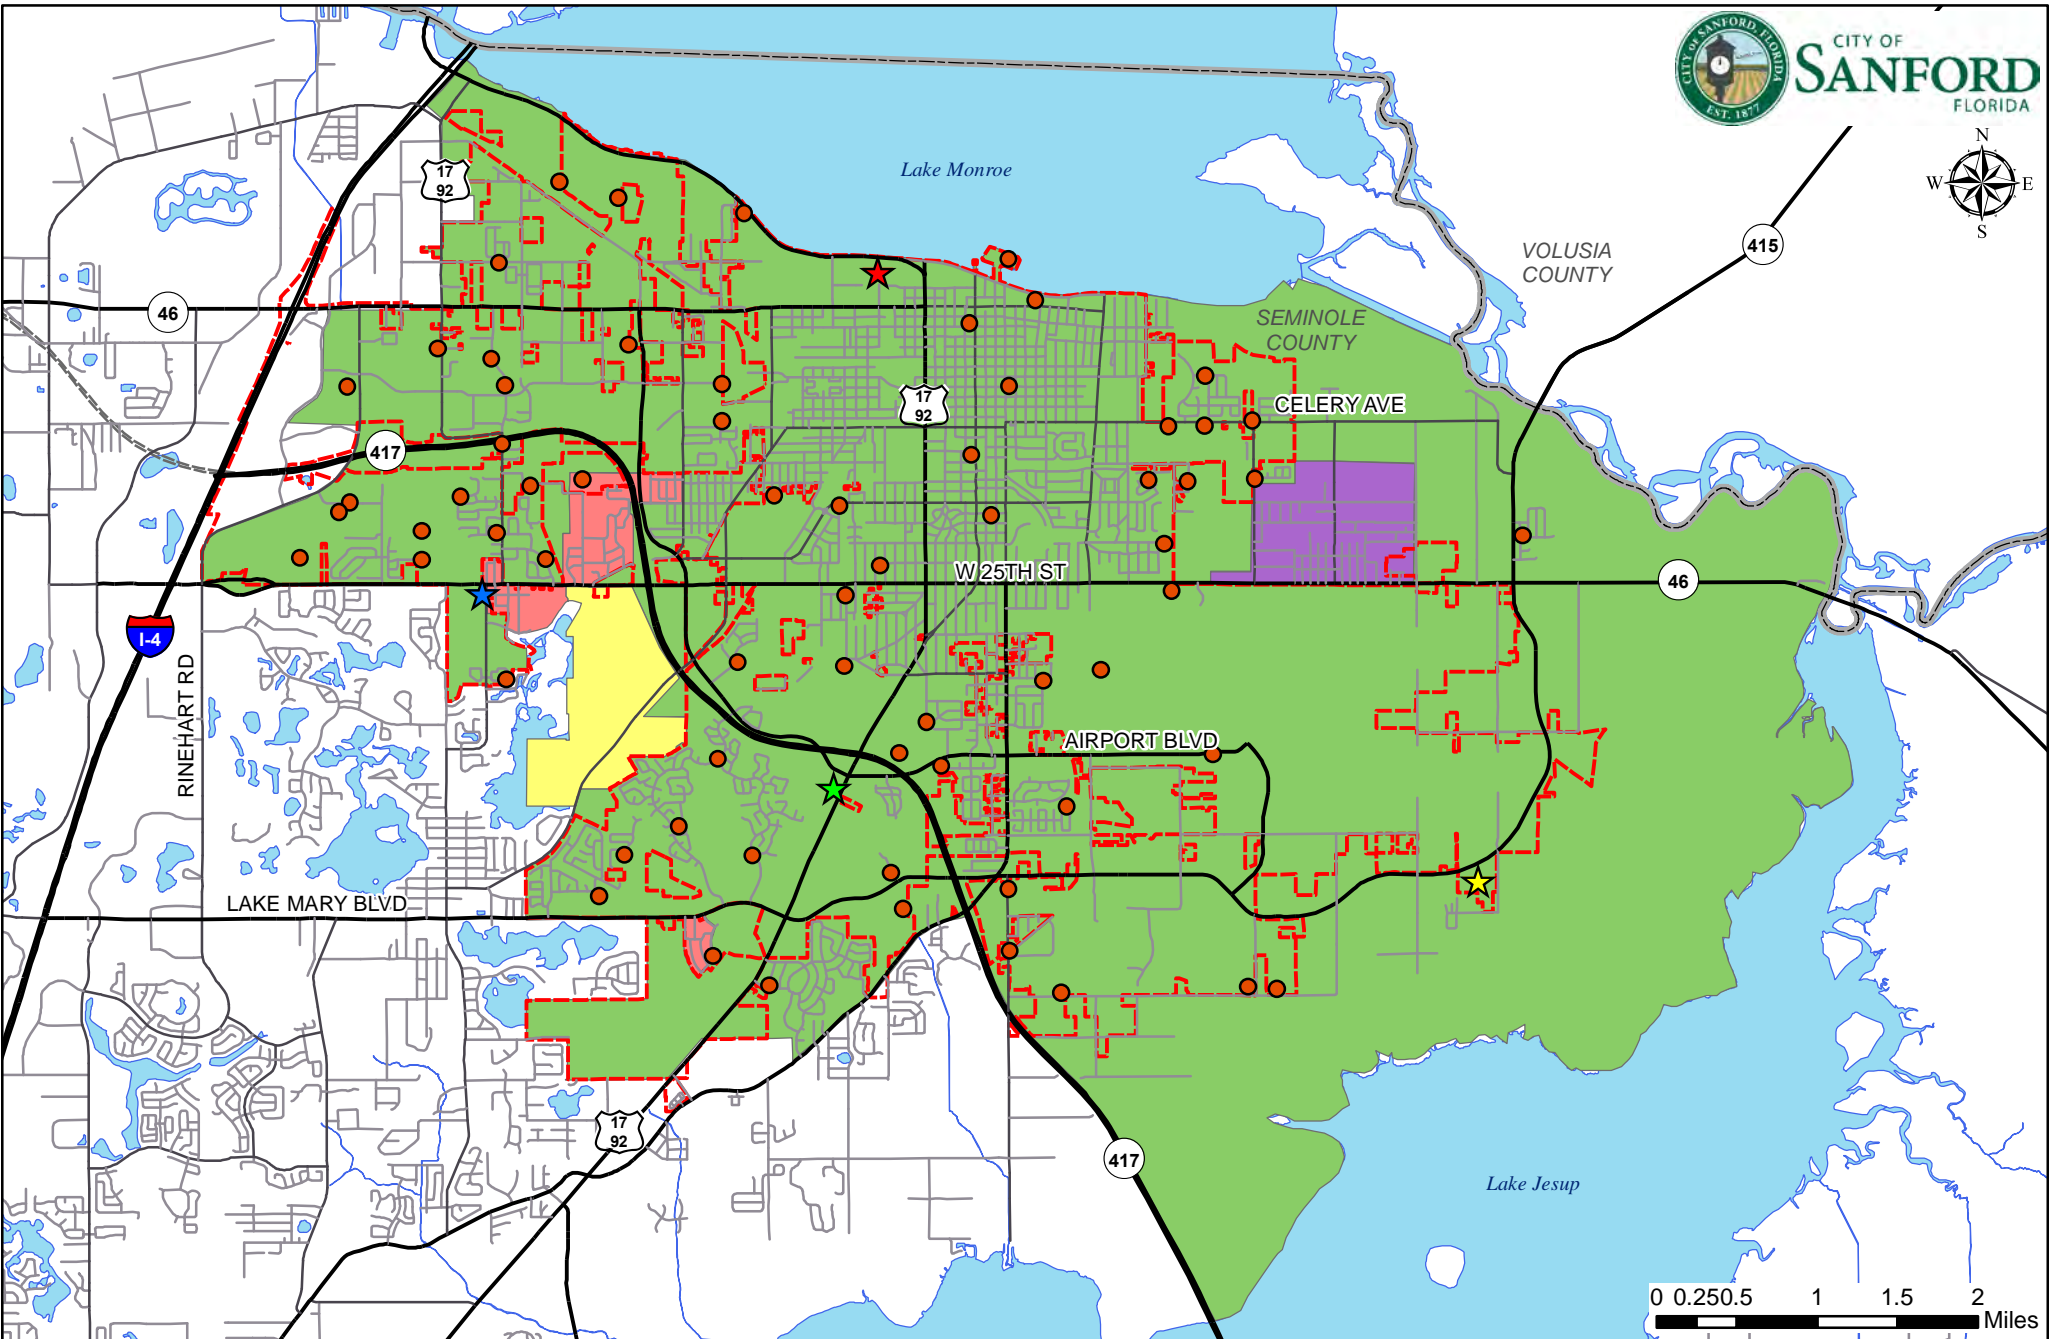 CITY OF SANFORD, FLORIDA
EST. 1877
CITY OF
SANFORD
FLORIDA
N
W E
S
17
92
Lake Monroe
VOLUSIA
COUNTY
415
46
SEMINOLE
COUNTY
17
92
CELERY AVE
417
W 25TH ST
46
I-4
RINEHART RD
AIRPORT BLVD
LAKE MARY BLVD
17
92
417
Lake Jesup
0 0.25 0.5 1 1.5 2
Miles